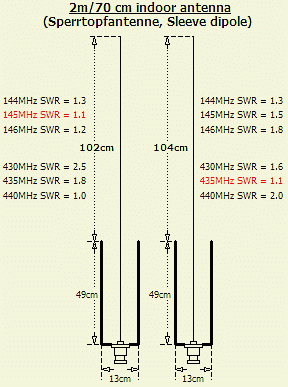 2m/70 cm indoor antenna
(Sperrtopfantenne, Sleeve dipole)
144MHz SWR = 1.3
145MHz SWR = 1.1
146MHz SWR = 1.2
102cm
430MHz SWR = 2.5
435MHz SWR = 1.8
440MHz SWR = 1.0
49cm
13cm
144MHz SWR = 1.3
145MHz SWR = 1.5
146MHz SWR = 1.8
104cm
430MHz SWR = 1.6
435MHz SWR = 1.1
440MHz SWR = 2.0
49cm
13cm